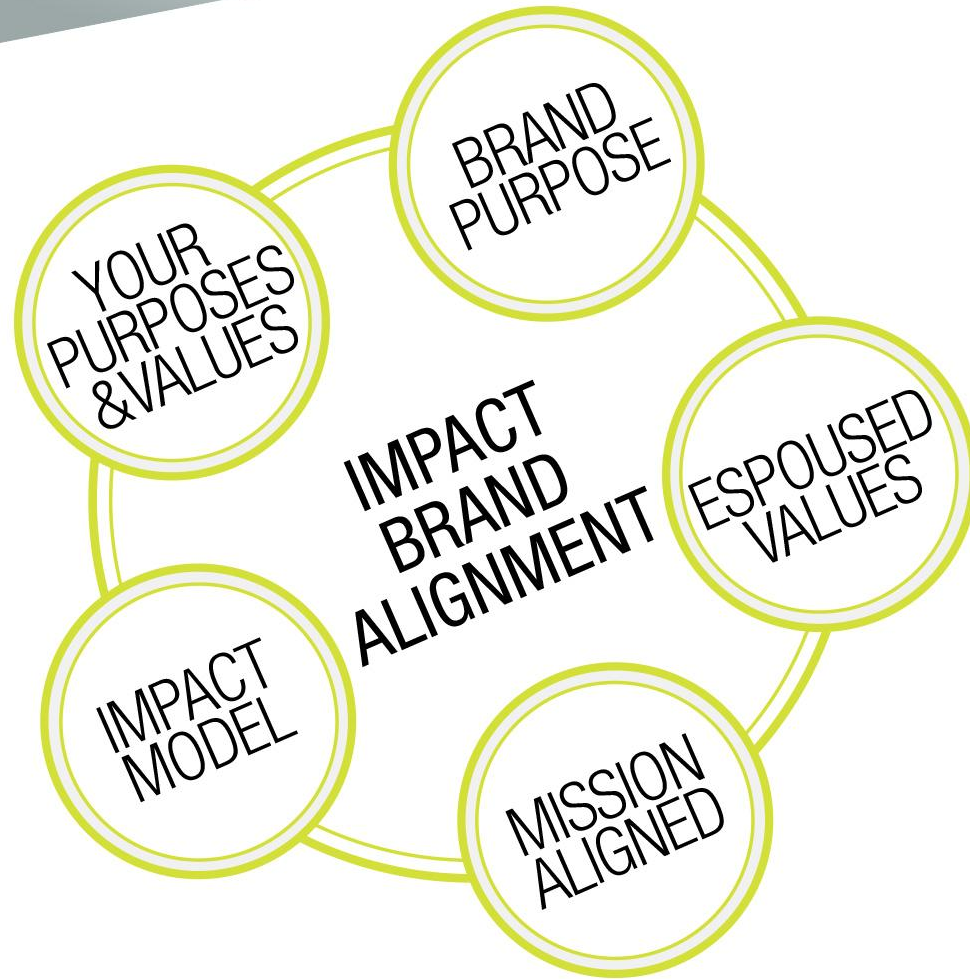 BRAND
PURPOSE
YOUR
PURPOSES
&VALUES
IMPACT
BRAND
ALIGNMENT
ESPOUSED
VALUES
IMPACT
MODEL
MISSION
ALIGNED